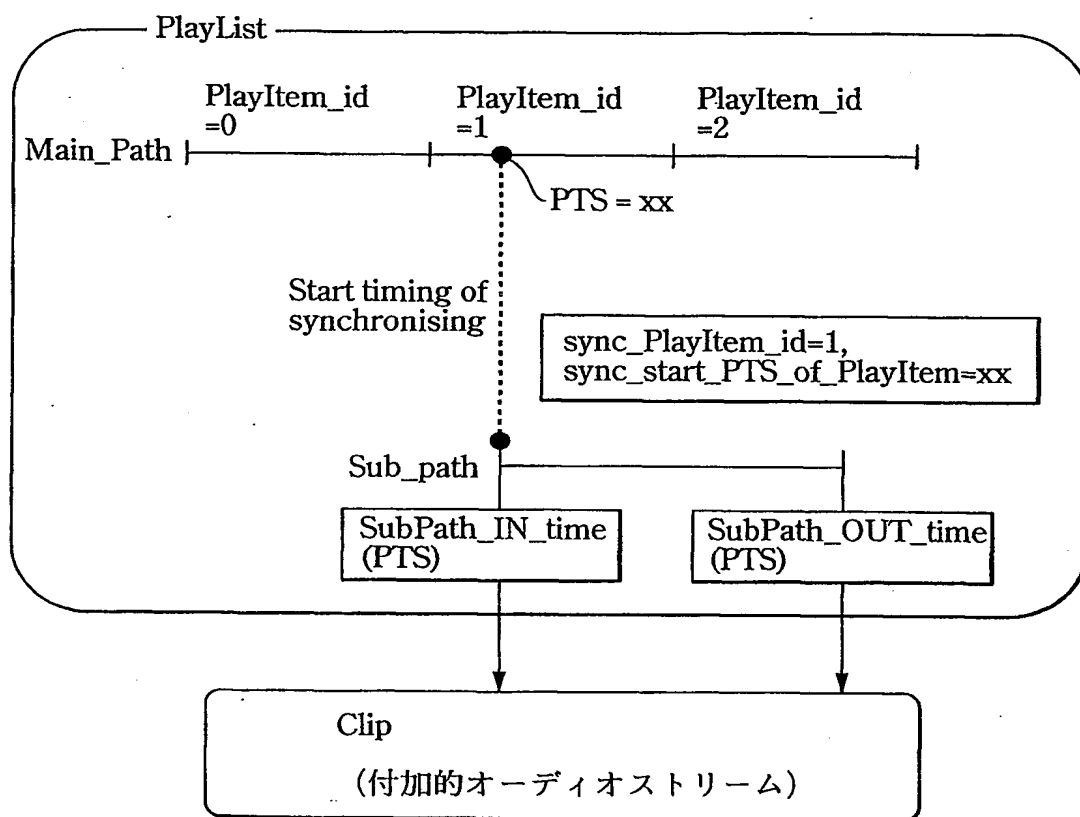 PlayList
PlayItem_id
=0
PlayItem_id
=1
PlayItem_id
=2
Main_Path
PTS = xx
Start timing of
synchronising
sync_PlayItem_id=1,
sync_start_PTS_of_PlayItem=xx
Sub_path
SubPath_IN_time
(PTS)
SubPath_OUT_time
(PTS)
Clip
(付加的オーディオストリーム)